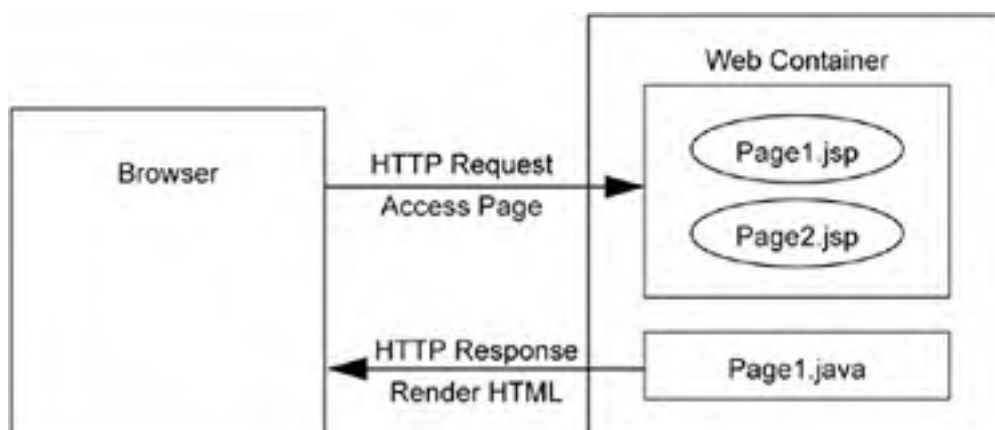 Web Container
Page1.jsp
Browser
HTTP Request
Access Page
Page2.jsp
HTTP Response
Page1.java
Render HTML